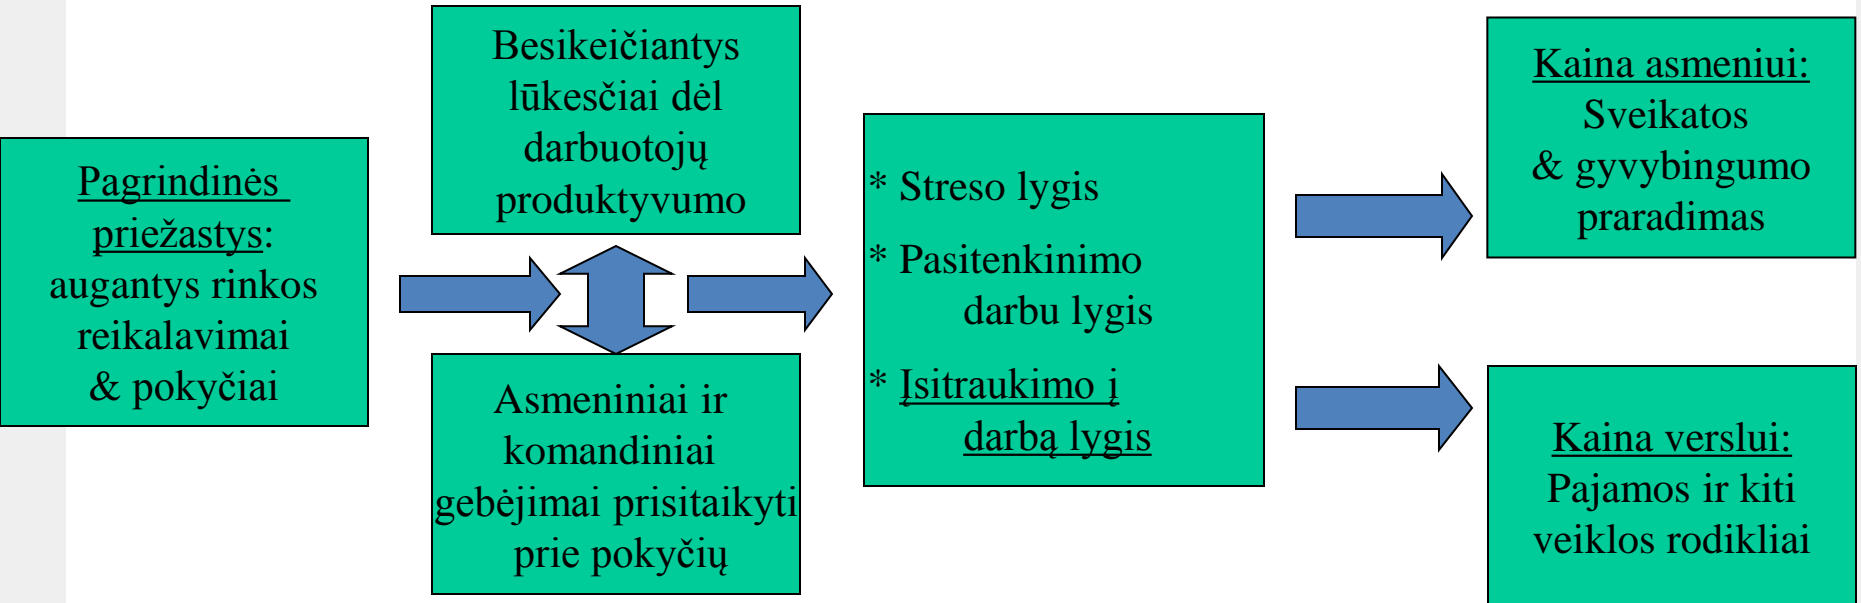 Pagrindinės
priežastys:
augantys rinkos
reikalavimai
& pokyčiai
Besikeičiantys
lūkesčiai dėl
darbuotojų
produktyvumo
Asmeniniai ir
komandiniai
gebėjimai prisitaikyti
prie pokyčių
* Streso lygis
* Pasitenkinimo
darbu lygis
* Įsitraukimo į
darbą lygis
Kaina asmeniui:
Sveikatos
& gyvybingumo
praradimas
Kaina verslui:
Pajamos ir kiti
veiklos rodikliai